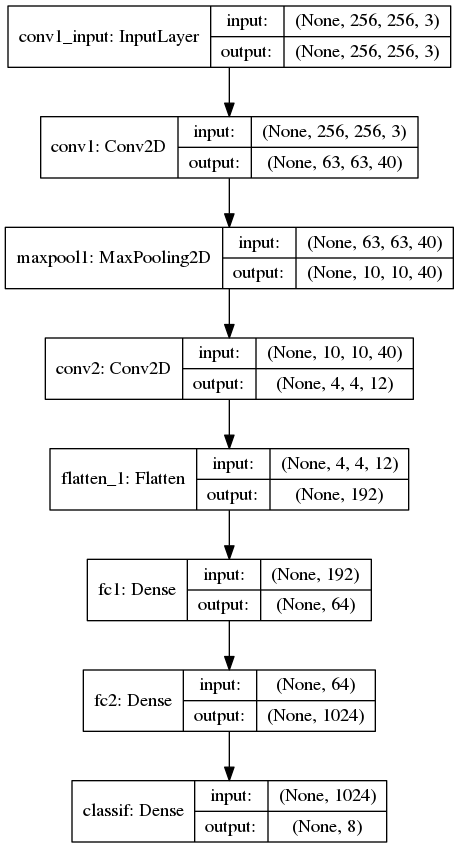 conv1_input: InputLayer
input:
(None, 256, 256, 3)
output:
(None, 256, 256, 3)
conv1: Conv2D
input:
(None, 256, 256, 3)
output:
(None, 63, 63, 40)
maxpool1: MaxPooling2D
input:
(None, 63, 63, 40)
output:
(None, 10, 10, 40)
conv2: Conv2D
input:
(None, 10, 10, 40)
output:
(None, 4, 4, 12)
flatten_1: Flatten
input:
(None, 4, 4, 12)
output:
(None, 192)
fc1: Dense
input:
(None, 192)
output:
(None, 64)
fc2: Dense
input:
(None, 64)
output:
(None, 1024)
classif: Dense
input:
(None, 1024)
output:
(None, 8)